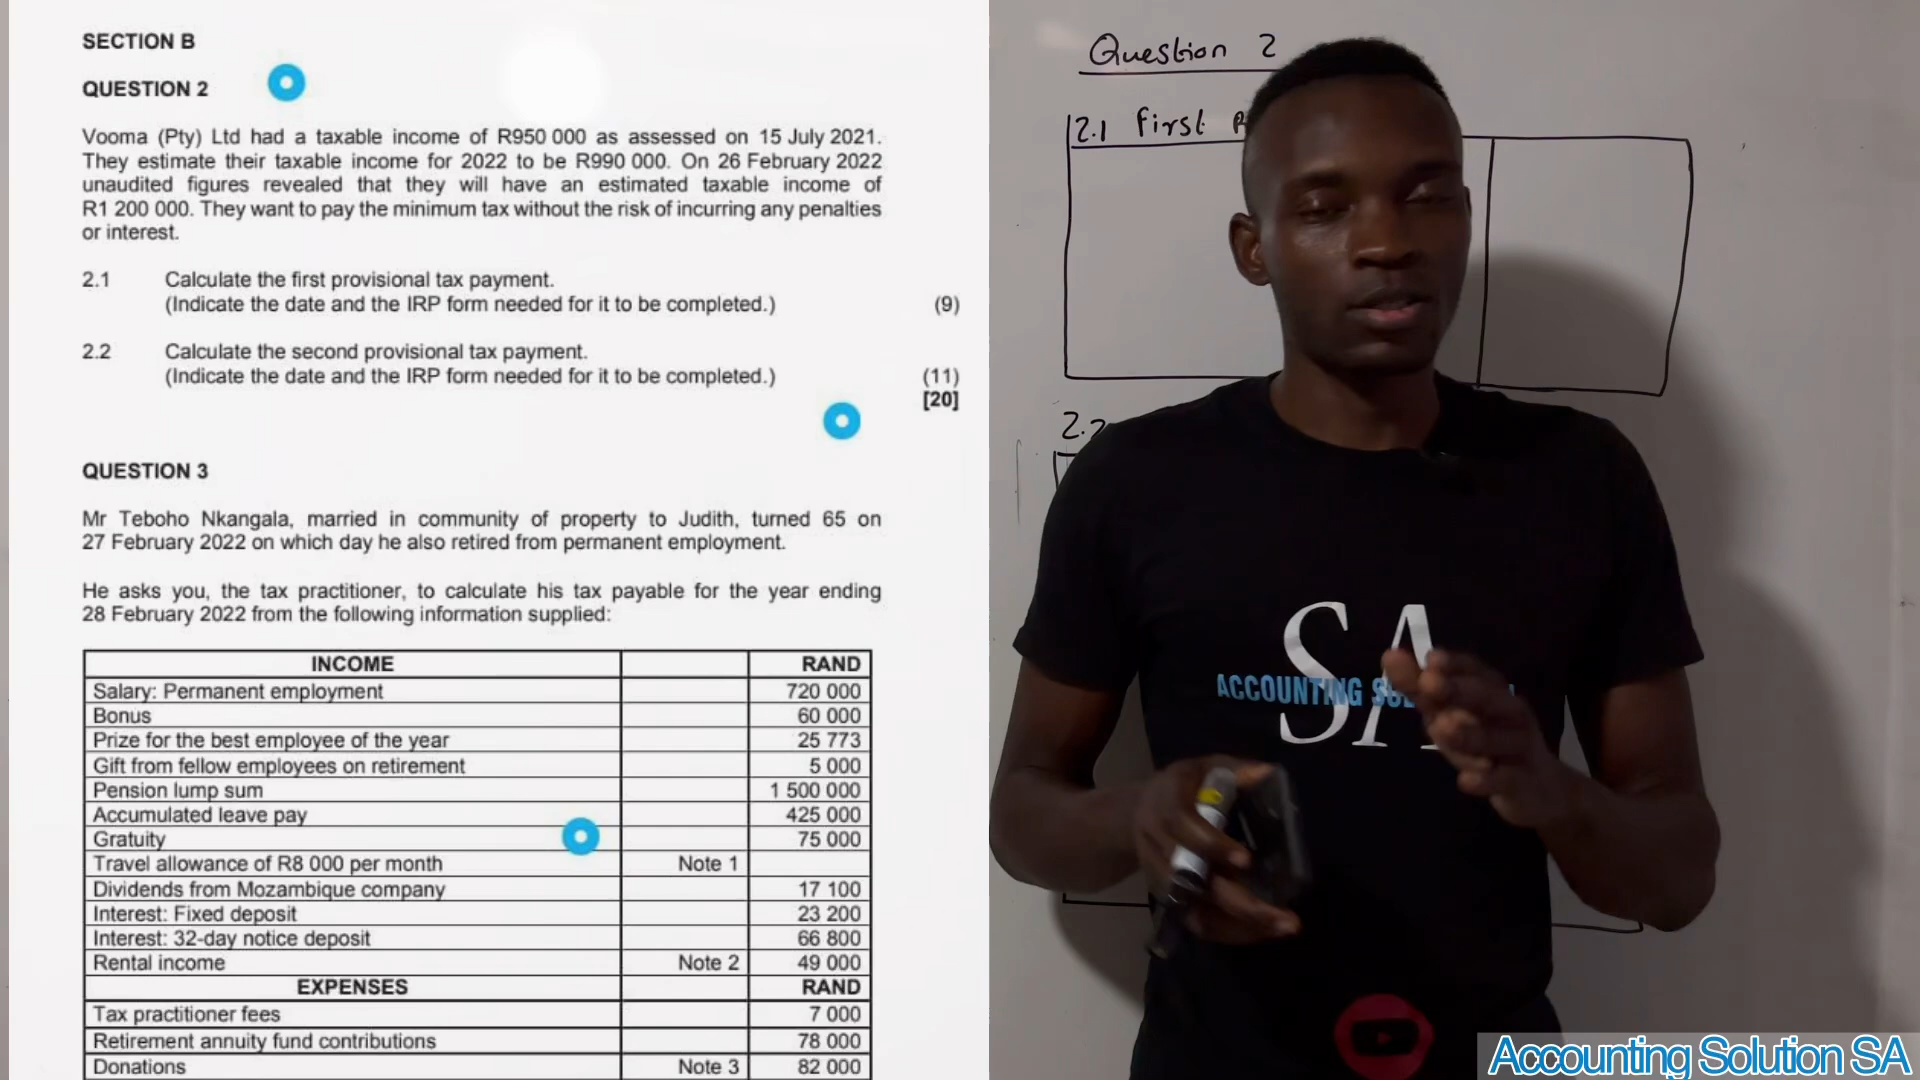 SECTION B
QUESTION 2
Vooma (Pty) Ltd had a taxable income of R950 000 as assessed on 15 July 2021.
They estimate their taxable income for 2022 to be R990 000. On 26 February 2022
unaudited figures revealed that they will have an estimated taxable income of
R1 200 000. They want to pay the minimum tax without the risk of incurring any penalties
or interest.
2.1 Calculate the first provisional tax payment.
(Indicate the date and the IRP form needed for it to be completed.) (9)
2.2 Calculate the second provisional tax payment.
(Indicate the date and the IRP form needed for it to be completed.) (11)
[20]
QUESTION 3
Mr Teboho Nkangala, married in community of property to Judith, turned 65 on
27 February 2022 on which day he also retired from permanent employment.
He asks you, the tax practitioner, to calculate his tax payable for the year ending
28 February 2022 from the following information supplied:
INCOME RAND
Salary: Permanent employment 720 000
Bonus 60 000
Prize for the best employee of the year 25 773
Gift from fellow employees on retirement 5 000
Pension lump sum 1 500 000
Accumulated leave pay 425 000
Gratuity 75 000
Travel allowance of R8 000 per month Note 1
Dividends from Mozambique company 17 100
Interest: Fixed deposit 23 200
Interest: 32-day notice deposit 66 800
Rental income Note 2 49 000
EXPENSES RAND
Tax practitioner fees 7 000
Retirement annuity fund contributions 78 000
Donations Note 3 82 000
Question 2
2.1 first
2.2
SA
ACCOUNTING
Accounting Solution SA